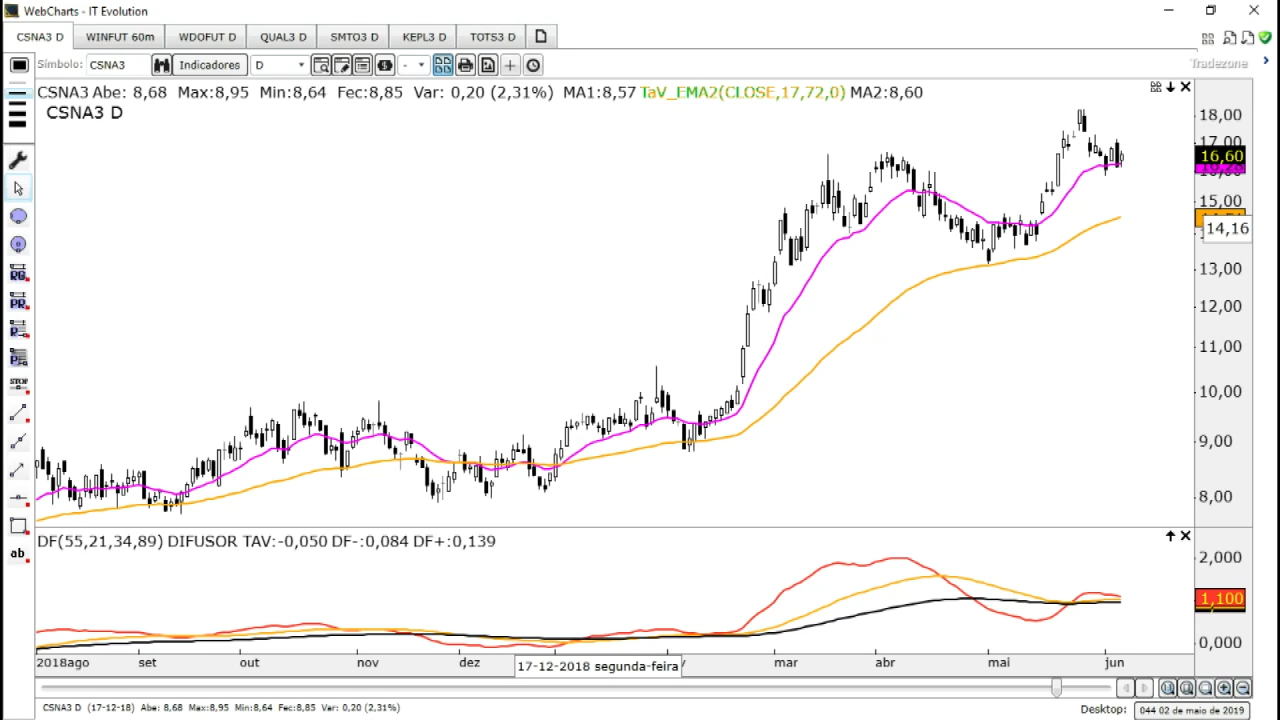 WebCharts - IT Evolution
CSNA3 D WINFUT 60m WDOFUT D QUAL3 D SMTO3 D KEPL3 D TOTS3 D
Símbolo: CSNA3 Indicadores D - Tradezone
CSNA3 Abe: 8,68 Max:8,95 Min:8,64 Fec:8,85 Var: 0,20 (2,31%) MA1:8,57 TaV_EMA2(CLOSE,17,72,0) MA2:8,60
CSNA3 D
18,00
17,00
16,60
15,00
14,16
13,00
12,00
11,00
10,00
9,00
8,00
RG
PR
P
P
STOP
ab
DF(55,21,34,89) DIFUSOR TAV:-0,050 DF-:0,084 DF+:0,139
2,000
1,100
0,000
2018ago set out nov dez 17-12-2018 segunda-feira mar abr mai jun
CSNA3 D (17-12-18) Abe: 8,68 Max:8,95 Min:8,64 Fec:8,85 Var: 0,20 (2,31%)
Desktop: 044 02 de maio de 2019